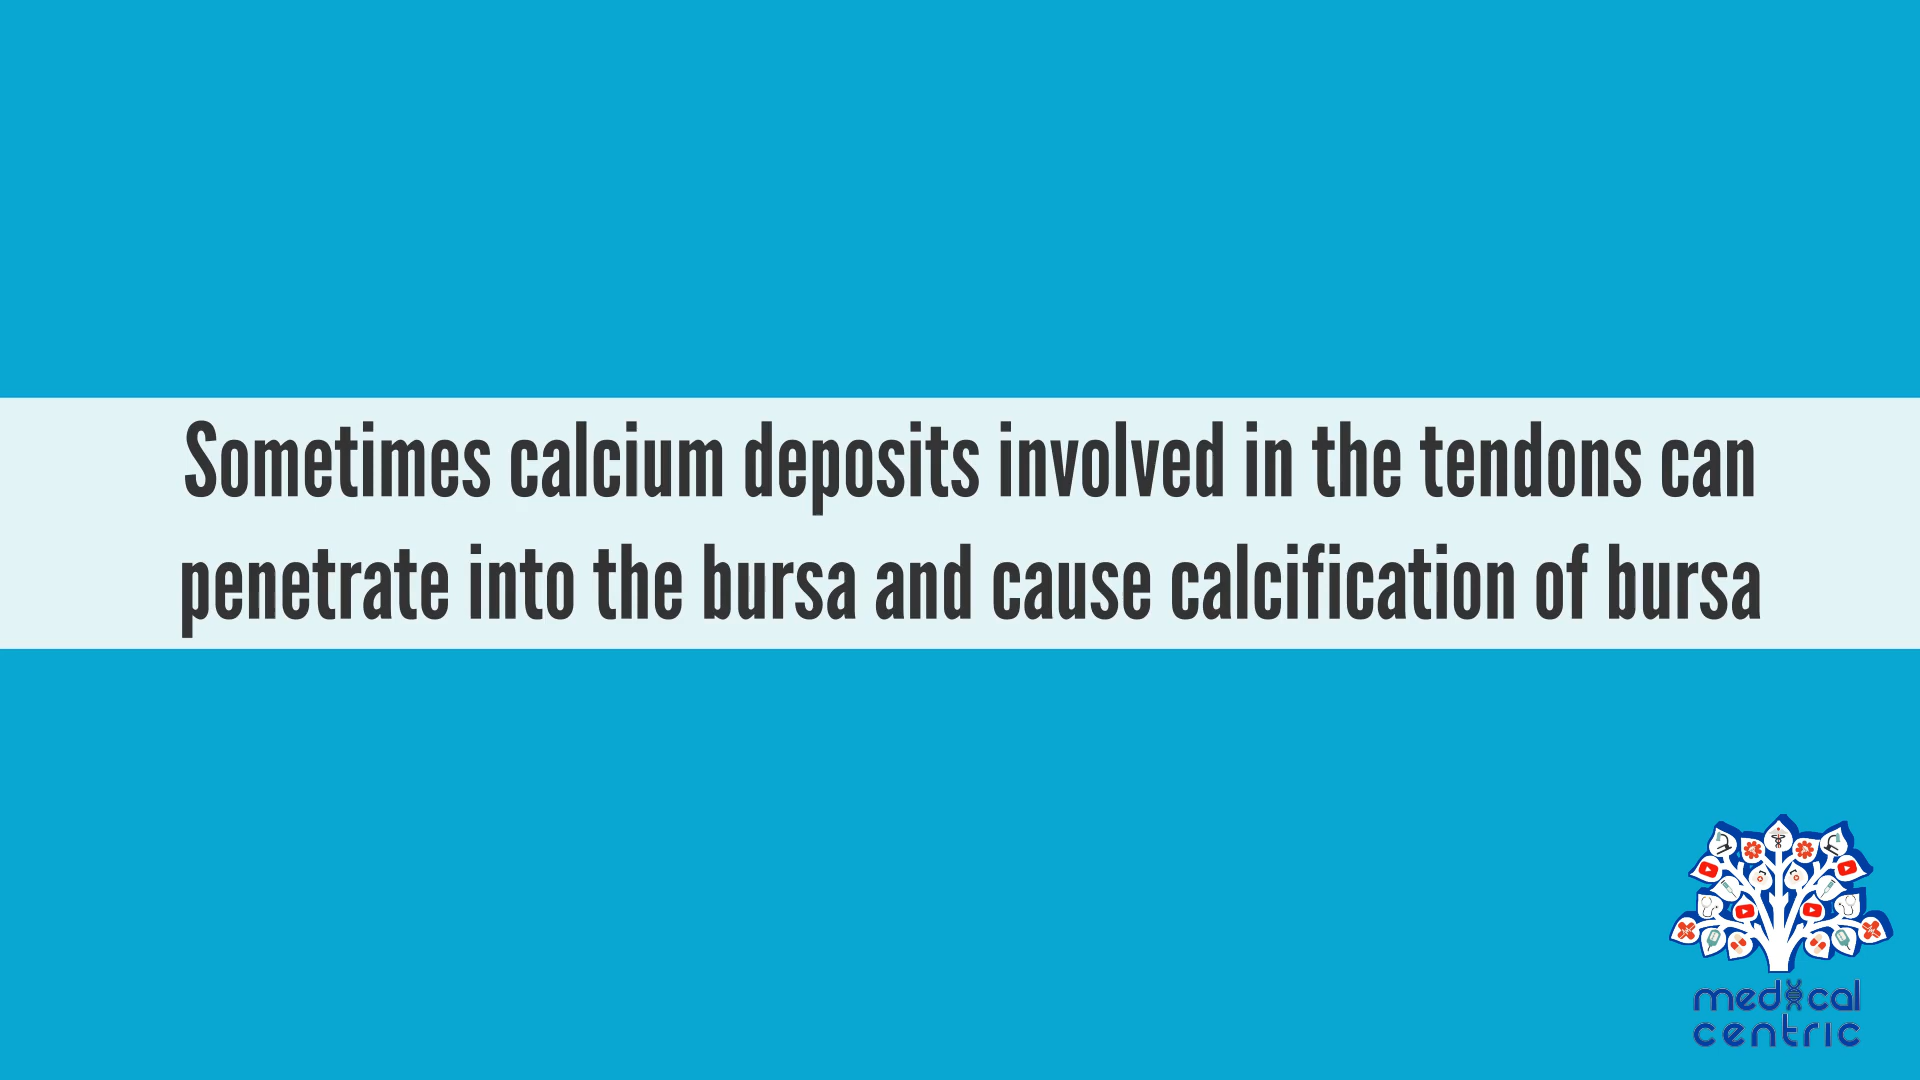 Sometimes calcium deposits involved in the tendons can
penetrate into the bursa and cause calcification of bursa
medical
centric